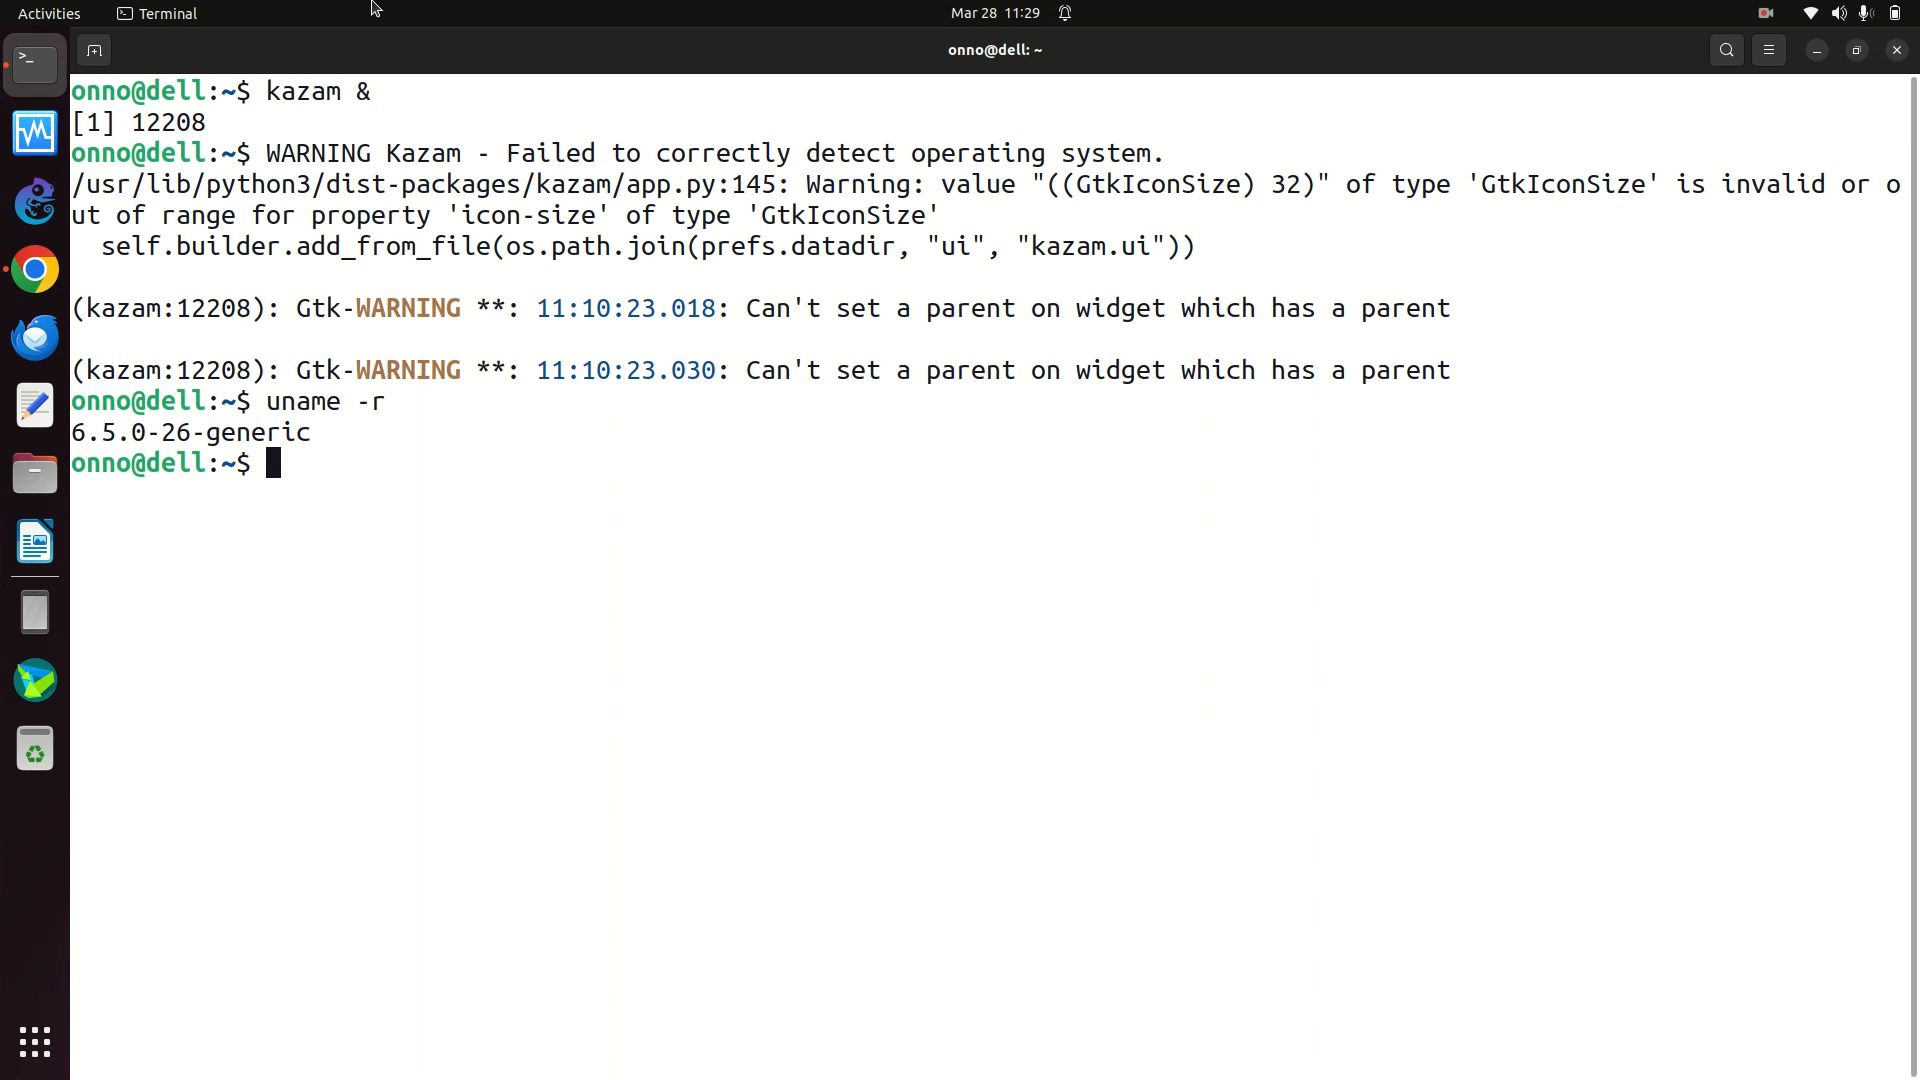 Activities
Terminal
Mar 28 11:29
onno@dell: ~
onno@dell:~$ kazam &
[1] 12208
onno@dell:~$ WARNING Kazam - Failed to correctly detect operating system.
/usr/lib/python3/dist-packages/kazam/app.py:145: Warning: value "((GtkIconSize) 32)" of type 'GtkIconSize' is invalid or o
ut of range for property 'icon-size' of type 'GtkIconSize'
  self.builder.add_from_file(os.path.join(prefs.datadir, "ui", "kazam.ui"))
(kazam:12208): Gtk-WARNING **: 11:10:23.018: Can't set a parent on widget which has a parent
(kazam:12208): Gtk-WARNING **: 11:10:23.030: Can't set a parent on widget which has a parent
onno@dell:~$ uname -r
6.5.0-26-generic
onno@dell:~$